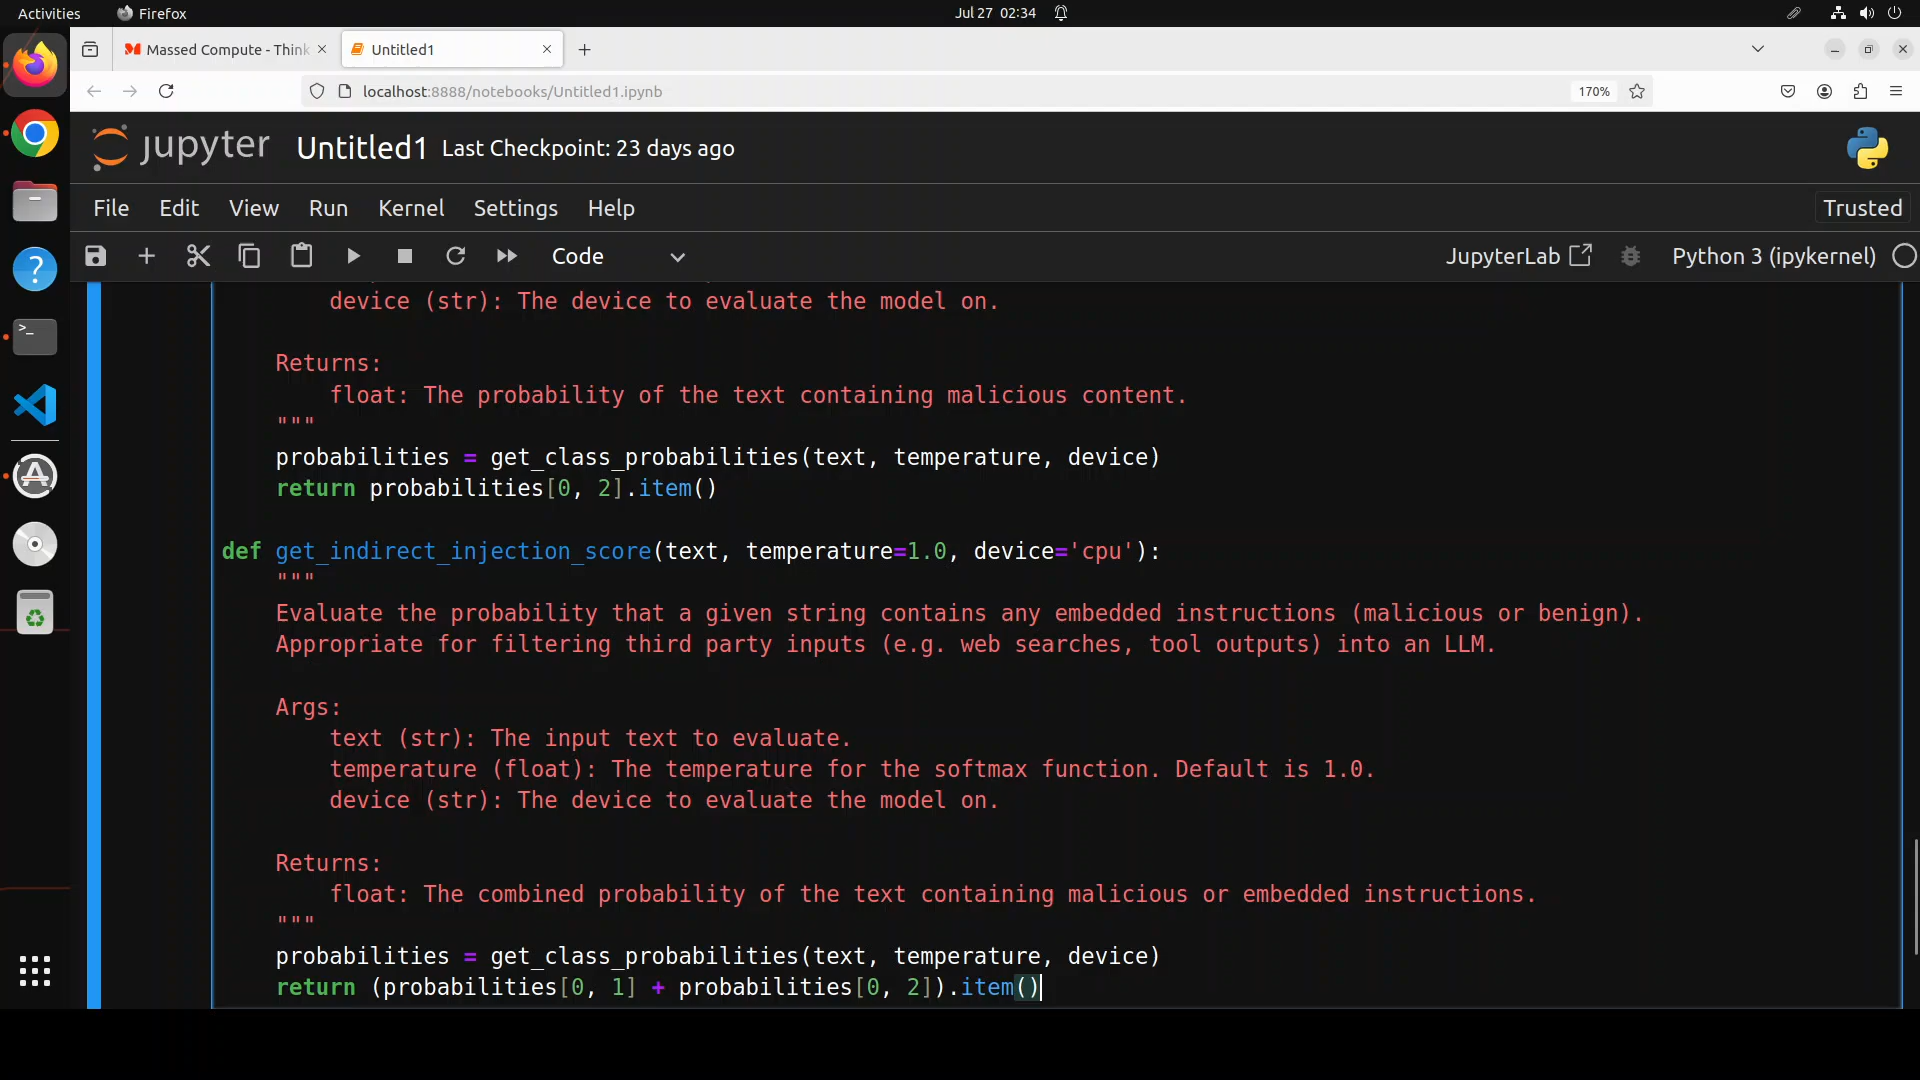 Activities Firefox Jul 27 02:34
Massed Compute - Think Untitled1
localhost:8888/notebooks/Untitled1.ipynb 170%
jupyter Untitled1 Last Checkpoint: 23 days ago
File Edit View Run Kernel Settings Help Trusted
Code JupyterLab Python 3 (ipykernel)
device (str): The device to evaluate the model on.
Returns:
float: The probability of the text containing malicious content.
"""
probabilities = get_class_probabilities(text, temperature, device)
return probabilities[0, 2].item()
def get_indirect_injection_score(text, temperature=1.0, device='cpu'):
"""
Evaluate the probability that a given string contains any embedded instructions (malicious or benign).
Appropriate for filtering third party inputs (e.g. web searches, tool outputs) into an LLM.
Args:
text (str): The input text to evaluate.
temperature (float): The temperature for the softmax function. Default is 1.0.
device (str): The device to evaluate the model on.
Returns:
float: The combined probability of the text containing malicious or embedded instructions.
"""
probabilities = get_class_probabilities(text, temperature, device)
return (probabilities[0, 1] + probabilities[0, 2]).item()